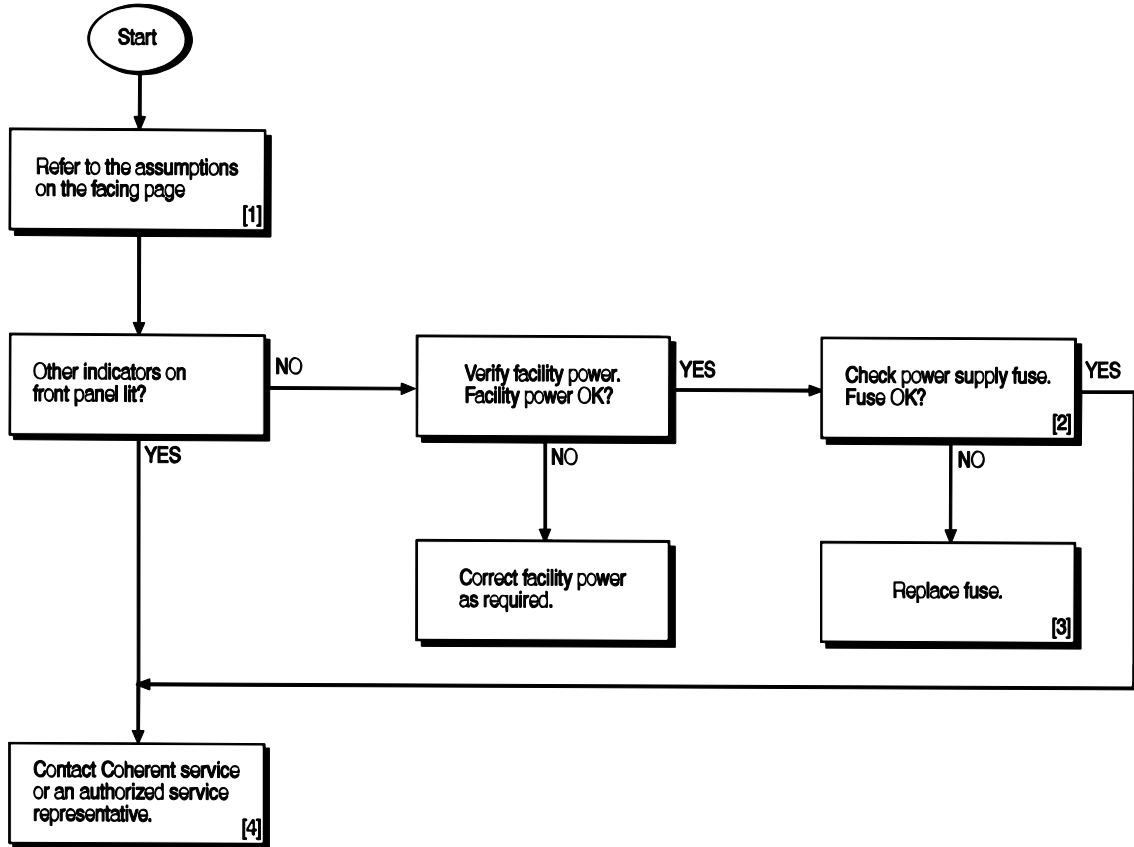 Start
Refer to the assumptions
on the facing page
[1]
Other indicators on
front panel lit?
NO
YES
Verify facility power.
Facility power OK?
YES
NO
Check power supply fuse.
Fuse OK?
[2]
YES
NO
Correct facility power
as required.
Replace fuse.
[3]
Contact Coherent service
or an authorized service
representative.
[4]